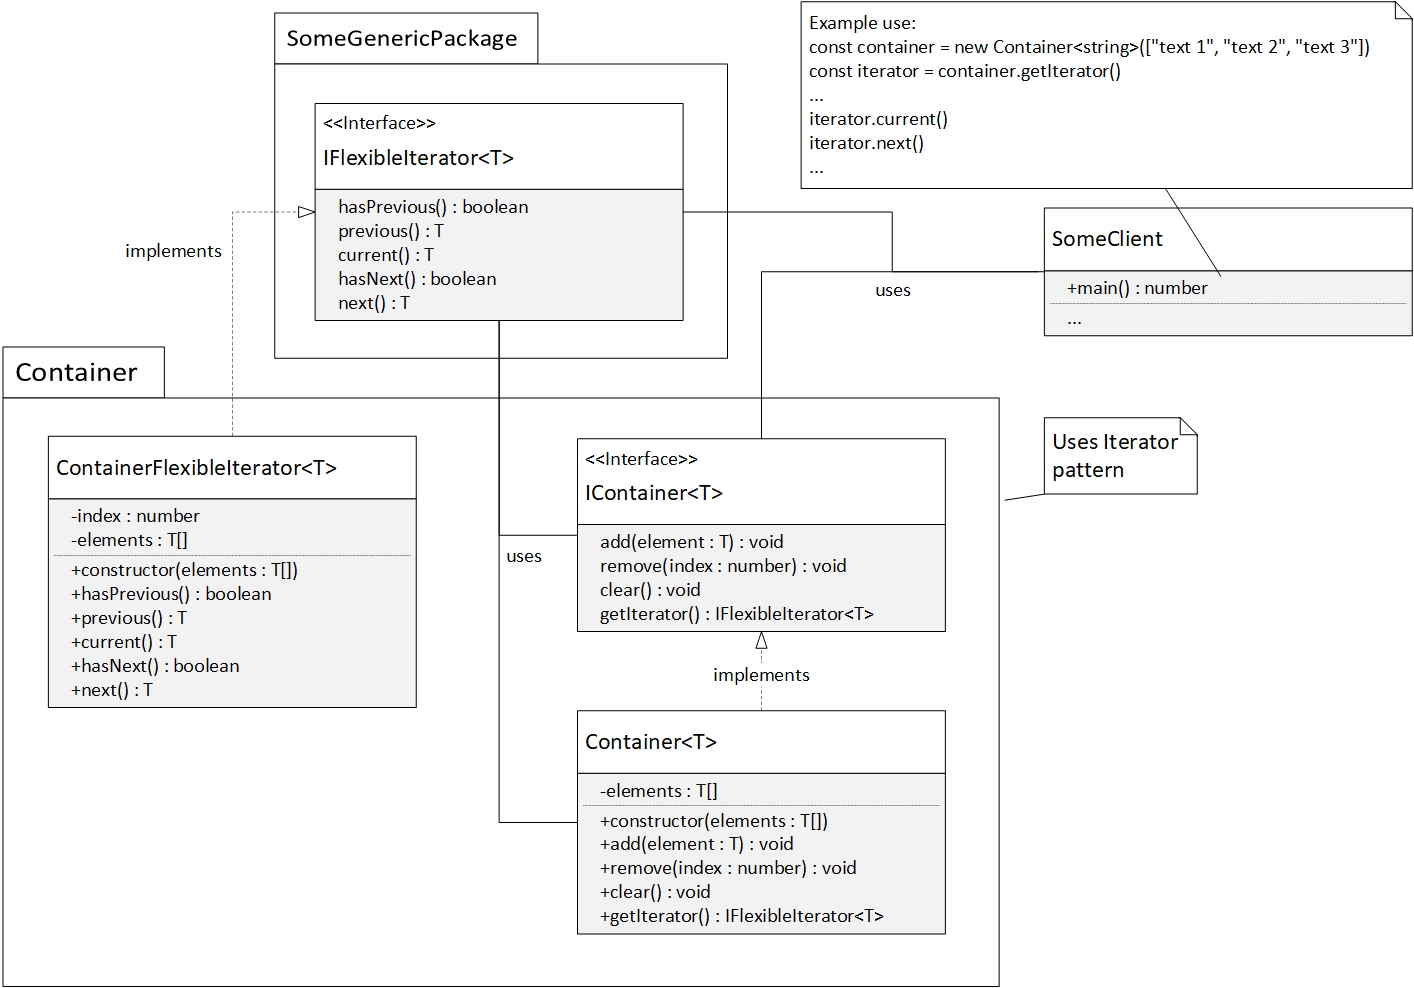 SomeGenericPackage
<<Interface>>
IFlexibleIterator<T>
hasPrevious() : boolean
previous() : T
current() : T
hasNext() : boolean
next() : T
Example use:
const container = new Container<string>(["text 1", "text 2", "text 3"])
const iterator = container.getIterator()
...
iterator.current()
iterator.next()
...
SomeClient
+main() : number
...
implements
uses
Container
ContainerFlexibleIterator<T>
-index : number
-elements : T[]
+constructor(elements : T[])
+hasPrevious() : boolean
+previous() : T
+current() : T
+hasNext() : boolean
+next() : T
uses
<<Interface>>
IContainer<T>
add(element : T) : void
remove(index : number) : void
clear() : void
getIterator() : IFlexibleIterator<T>
Uses Iterator
pattern
implements
Container<T>
-elements : T[]
+constructor(elements : T[])
+add(element : T) : void
+remove(index : number) : void
+clear() : void
+getIterator() : IFlexibleIterator<T>